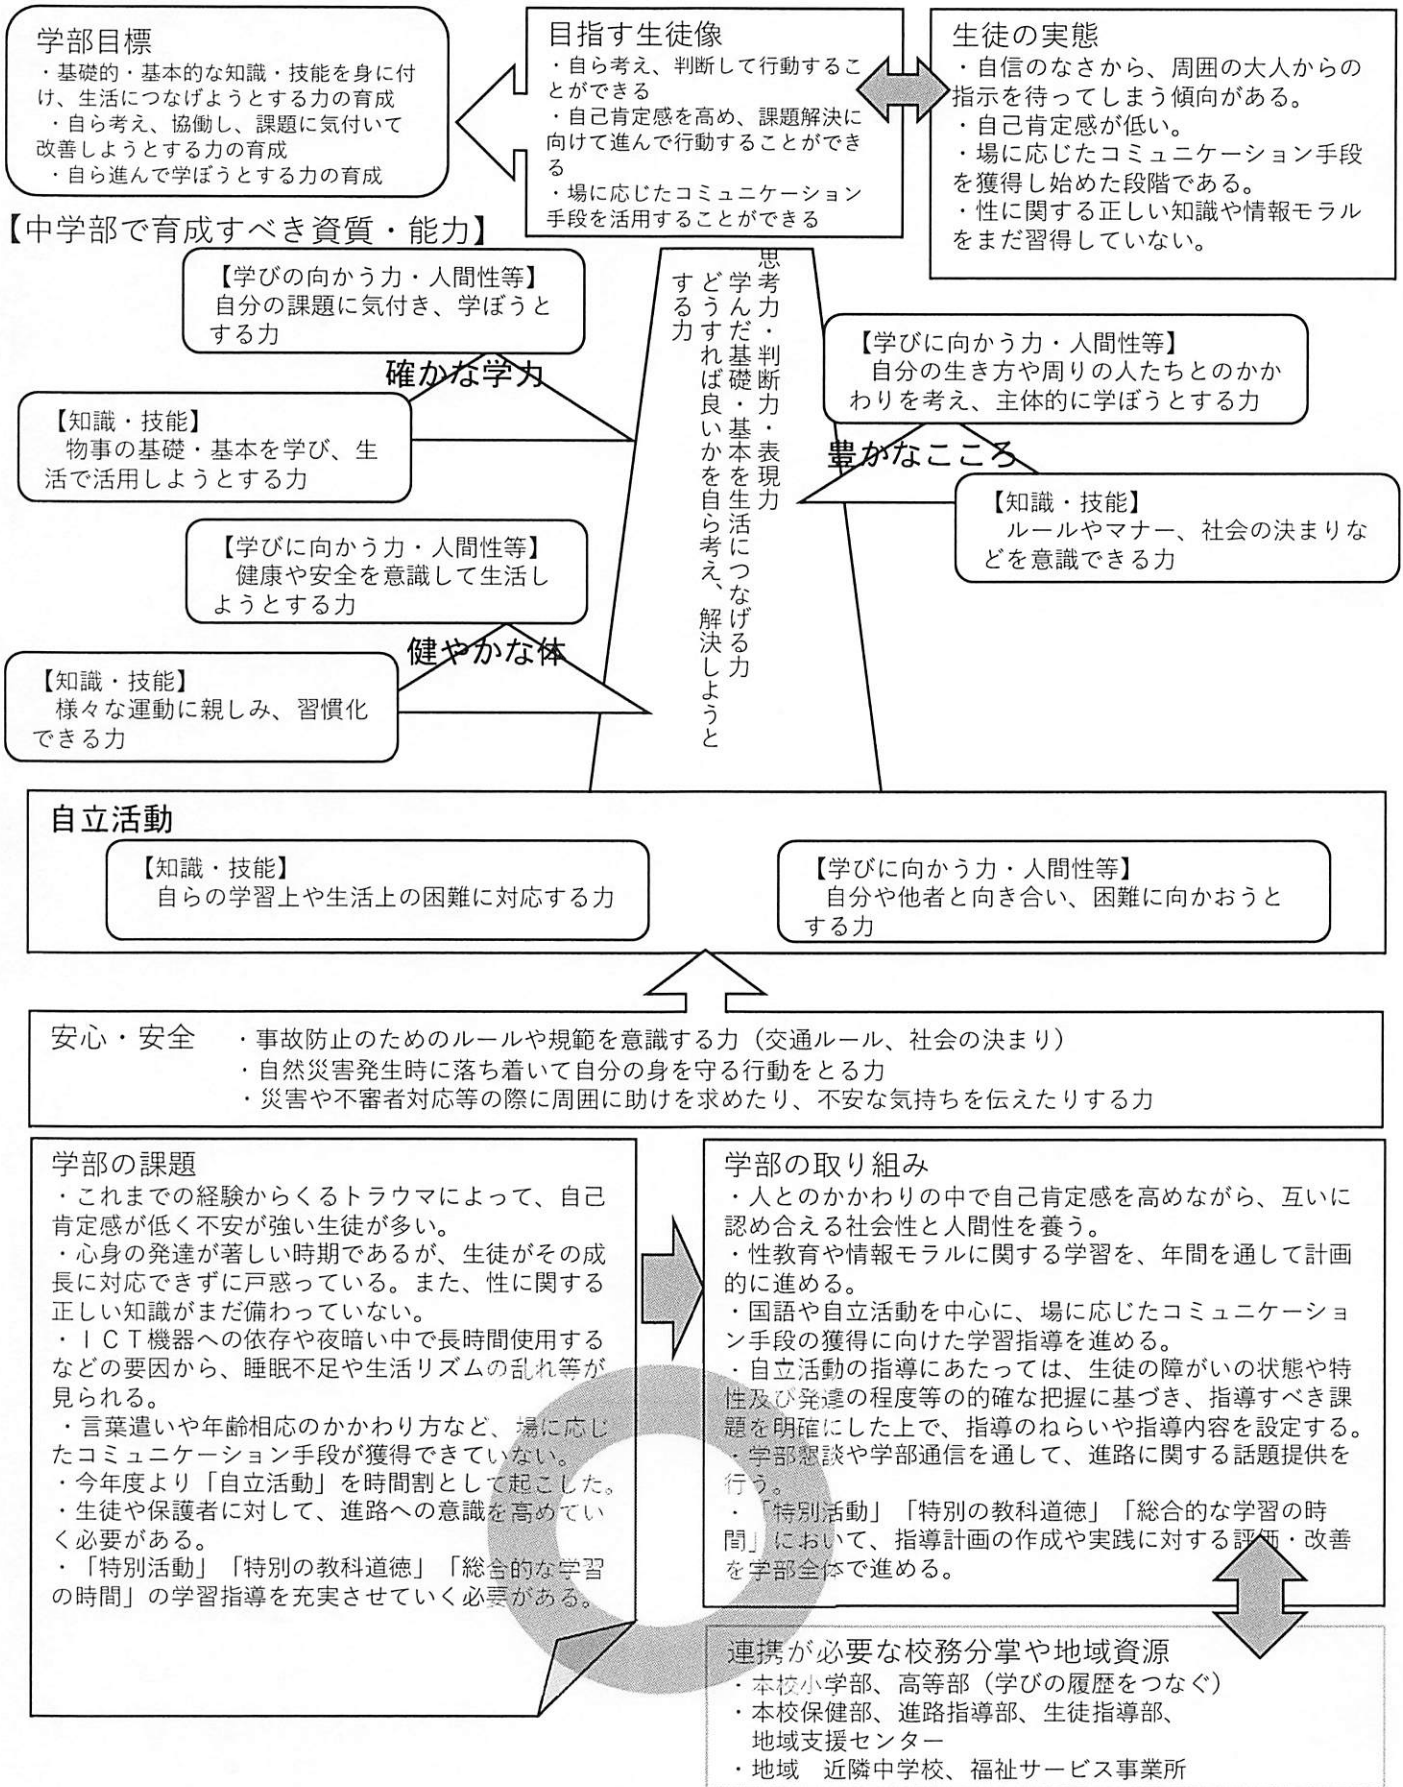 学部目標
・基礎的・基本的な知識・技能を身に付
け、生活につなげようとする力の育成
・自ら考え、協働し、課題に気付いて
改善しようとする力の育成
・自ら進んで学ぼうとする力の育成
目指す生徒像
・自ら考え、判断して行動するこ
とができる
・自己肯定感を高め、課題解決に
向けて進んで行動することができ
る
・場に応じたコミュニケーション
手段を活用することができる
生徒の実態
・自信のなさから、周囲の大人からの
指示を待ってしまう傾向がある。
・自己肯定感が低い。
・場に応じたコミュニケーション手段
を獲得し始めた段階である。
・性に関する正しい知識や情報モラル
をまだ習得していない。
【中学部で育成すべき資質・能力】
【学びの向かう力・人間性等】
自分の課題に気付き、学ぼうと
する力
確かな学力
【知識・技能】
物事の基礎・基本を学び、生
活で活用しようとする力
【学びに向かう力・人間性等】
健康や安全を意識して生活し
ようとする力
健やかな体
【知識・技能】
様々な運動に親しみ、習慣化
できる力
思考力・判断力・表現力
学んだ基礎・基本を生活につなげる力
どうすれば良いかを自ら考え、解決しようと
する力
【学びに向かう力・人間性等】
自分の生き方や周りの人たちとのかか
わりを考え、主体的に学ぼうとする力
豊かなこころ
【知識・技能】
ルールやマナー、社会の決まりな
どを意識できる力
自立活動
【知識・技能】
自らの学習上や生活上の困難に対応する力
【学びに向かう力・人間性等】
自分や他者と向き合い、困難に向かおうと
する力
安心・安全 ・事故防止のためのルールや規範を意識する力（交通ルール、社会の決まり）
・自然災害発生時に落ち着いて自分の身を守る行動をとる力
・災害や不審者対応等の際に周囲に助けを求めたり、不安な気持ちを伝えたりする力
学部の課題
・これまでの経験からくるトラウマによって、自己
肯定感が低く不安が強い生徒が多い。
・心身の発達が著しい時期であるが、生徒がその成
長に対応できずに戸惑っている。また、性に関する
正しい知識がまだ備わっていない。
・ＩＣＴ機器への依存や夜暗い中で長時間使用する
などの要因から、睡眠不足や生活リズムの乱れ等が
見られる。
・言葉遣いや年齢相応のかかわり方など、場に応じ
たコミュニケーション手段が獲得できていない。
・今年度より「自立活動」を時間割として起こした。
・生徒や保護者に対して、進路への意識を高めてい
く必要がある。
・「特別活動」「特別の教科道徳」「総合的な学習
の時間」の学習指導を充実させていく必要がある。
学部の取り組み
・人とのかかわりの中で自己肯定感を高めながら、互いに
認め合える社会性と人間性を養う。
・性教育や情報モラルに関する学習を、年間を通して計画
的に進める。
・国語や自立活動を中心に、場に応じたコミュニケーショ
ン手段の獲得に向けた学習指導を進める。
・自立活動の指導にあたっては、生徒の障がいの状態や特
性及び発達の程度等の的確な把握に基づき、指導すべき課
題を明確にした上で、指導のねらいや指導内容を設定する。
・学部懇談や学部通信を通して、進路に関する話題提供を
行う。
・「特別活動」「特別の教科道徳」「総合的な学習の時
間」において、指導計画の作成や実践に対する評価・改善
を学部全体で進める。
連携が必要な校務分掌や地域資源
・本校小学部、高等部（学びの履歴をつなぐ）
・本校保健部、進路指導部、生徒指導部、
地域支援センター
・地域　近隣中学校、福祉サービス事業所